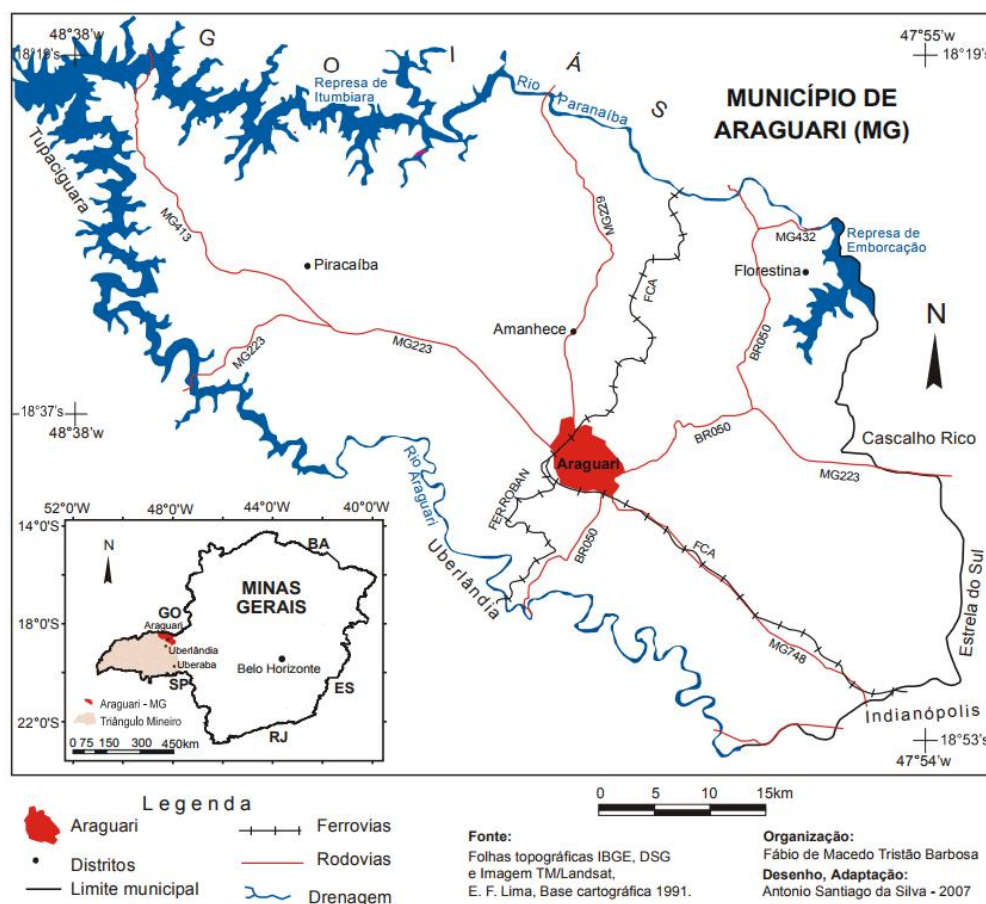 48°38'w
18°19's
G O I Á S
47°55'w
18°19's
Represa de
Itumbiara
Rio
Paranaíba
MUNICÍPIO DE
ARAGUARI (MG)
Tupaciguara
MG413
MG229
MG432
Represa de
Emborcação
Piracaíba
Florestina
FCA
N
Amanhece
MG223
MG223
BR050
18°37's
48°38'w
BR050
Cascalho Rico
Araguari
MG223
Rio Araguari
FERROBAN
Uberlândia
BR050
FCA
Estrela do Sul
MG748
Indianópolis
18°53's
47°54'w
52°0'0"W
48°0'0"W
44°0'0"W
40°0'0"W
14°0'S
18°0'0"S
22°0'S
N
BA
MINAS
GERAIS
GO
Araguari
Uberlândia
Uberaba
Belo Horizonte
SP
ES
RJ
Araguari - MG
Triângulo Mineiro
0 75 150 300 450km
Legenda
Araguari
Distritos
Limite municipal
Ferrovias
Rodovias
Drenagem
0 5 10 15km
Fonte:
Folhas topográficas IBGE, DSG
e Imagem TM/Landsat,
E. F. Lima, Base cartográfica 1991.
Organização:
Fábio de Macedo Tristão Barbosa
Desenho, Adaptação:
Antonio Santiago da Silva - 2007